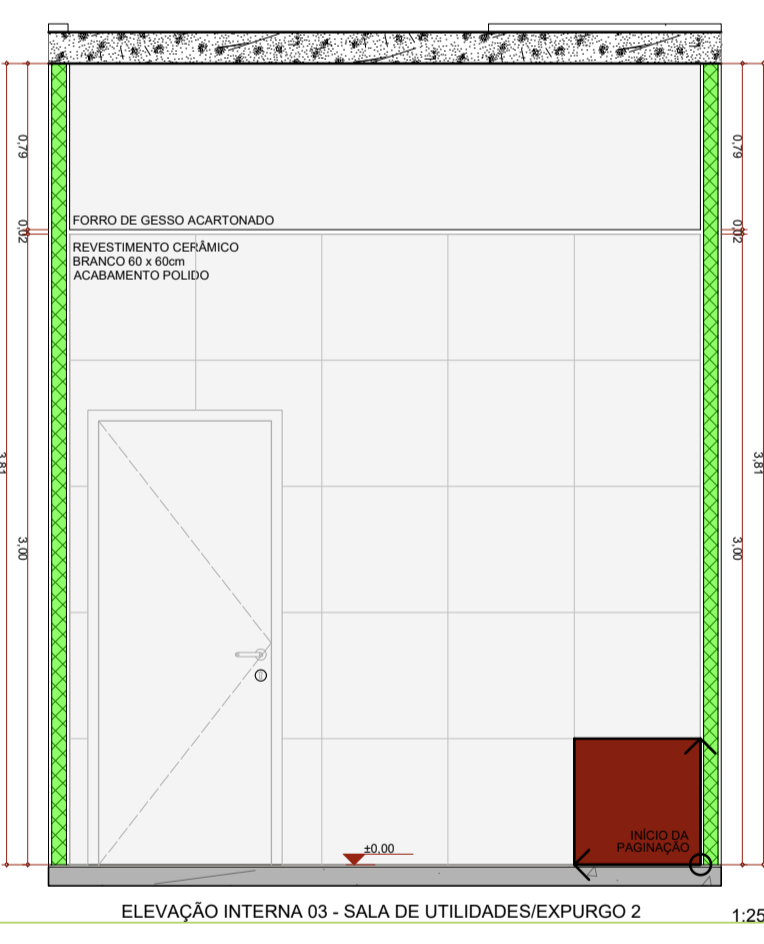 0,79
0,79
FORRO DE GESSO ACARTONADO
0,02
0,02
REVESTIMENTO CERÂMICO
BRANCO 60 x 60cm
ACABAMENTO POLIDO
3,81
3,81
3,00
3,00
INÍCIO DA
PAGINAÇÃO
±0,00
ELEVAÇÃO INTERNA 03 - SALA DE UTILIDADES/EXPURGO 2
1:25